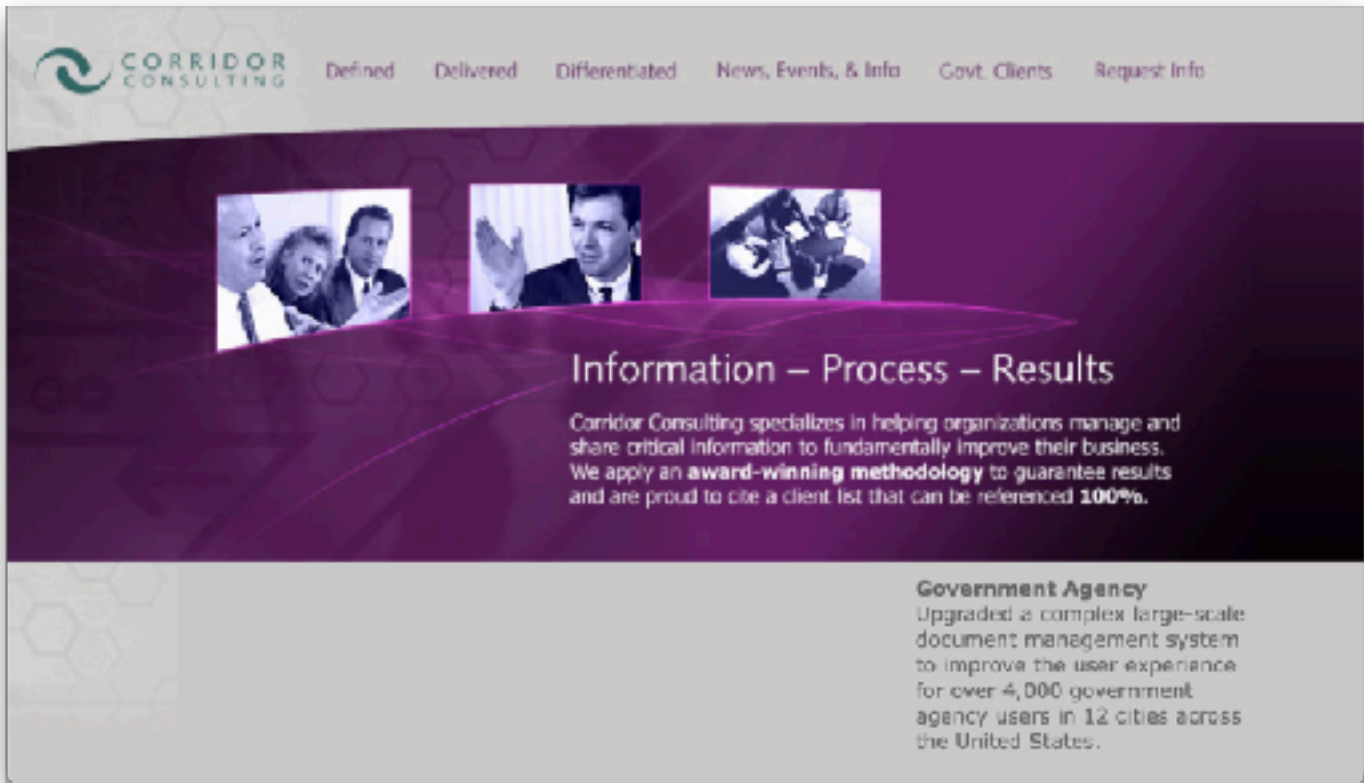 CORRIDOR
CONSULTING
Defined
Delivered
Differentiated
News, Events, & Info
Govt. Clients
Request Info
Information – Process – Results
Corridor Consulting specializes in helping organizations manage and
share critical information to fundamentally improve their business.
We apply an award-winning methodology to guarantee results
and are proud to cite a client list that can be referenced 100%.
Government Agency
Upgraded a complex large-scale
document management system
to improve the user experience
for over 4,000 government
agency users in 12 cities across
the United States.